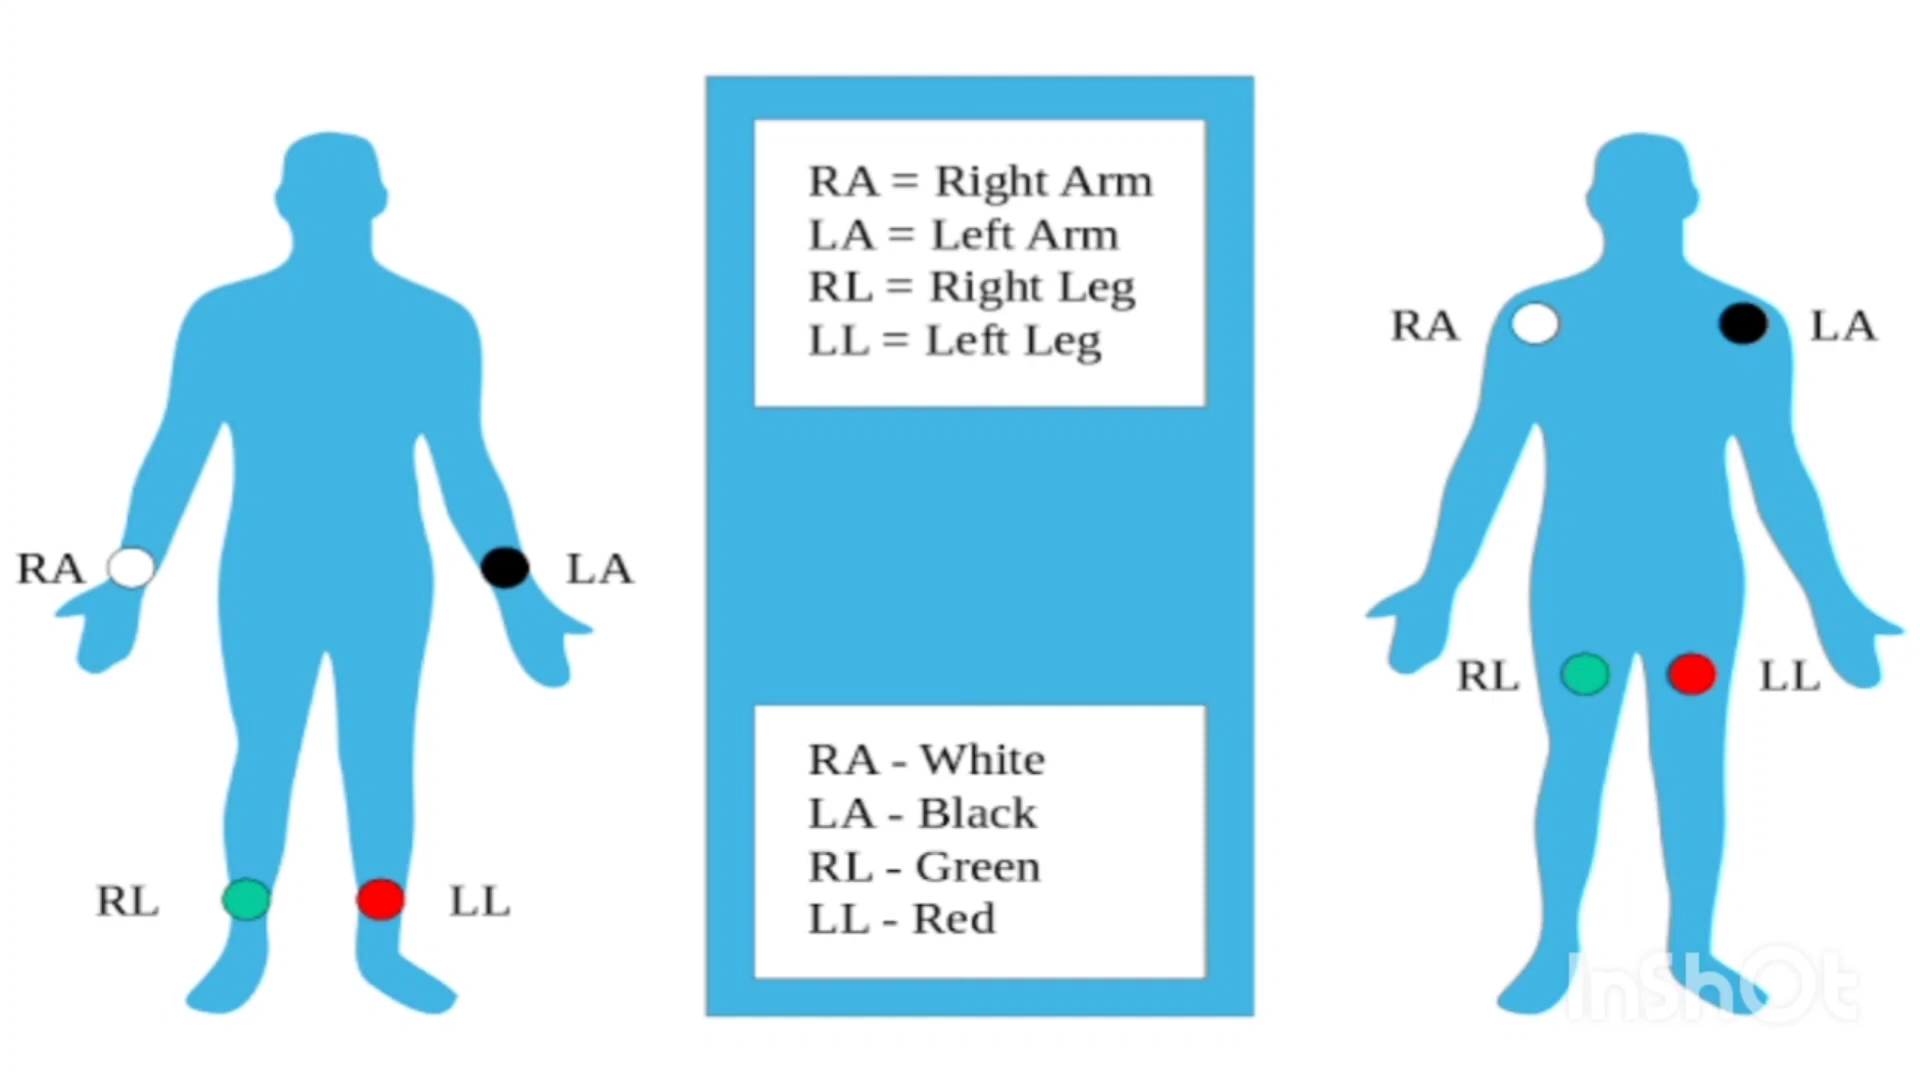 RA = Right Arm
LA = Left Arm
RL = Right Leg
LL = Left Leg
RA
LA
RL
LL
RA
LA
RL
LL
RA - White
LA - Black
RL - Green
LL - Red
InShOt